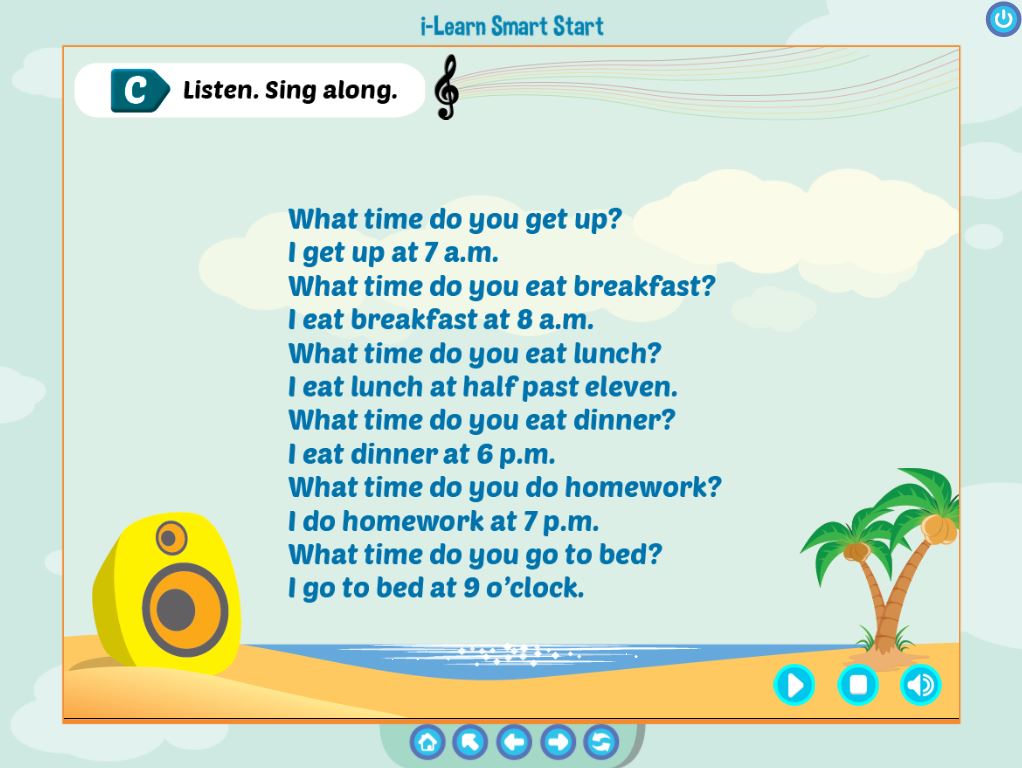 i-Learn Smart Start
C Listen. Sing along.
What time do you get up?
I get up at 7 a.m.
What time do you eat breakfast?
I eat breakfast at 8 a.m.
What time do you eat lunch?
I eat lunch at half past eleven.
What time do you eat dinner?
I eat dinner at 6 p.m.
What time do you do homework?
I do homework at 7 p.m.
What time do you go to bed?
I go to bed at 9 o’clock.